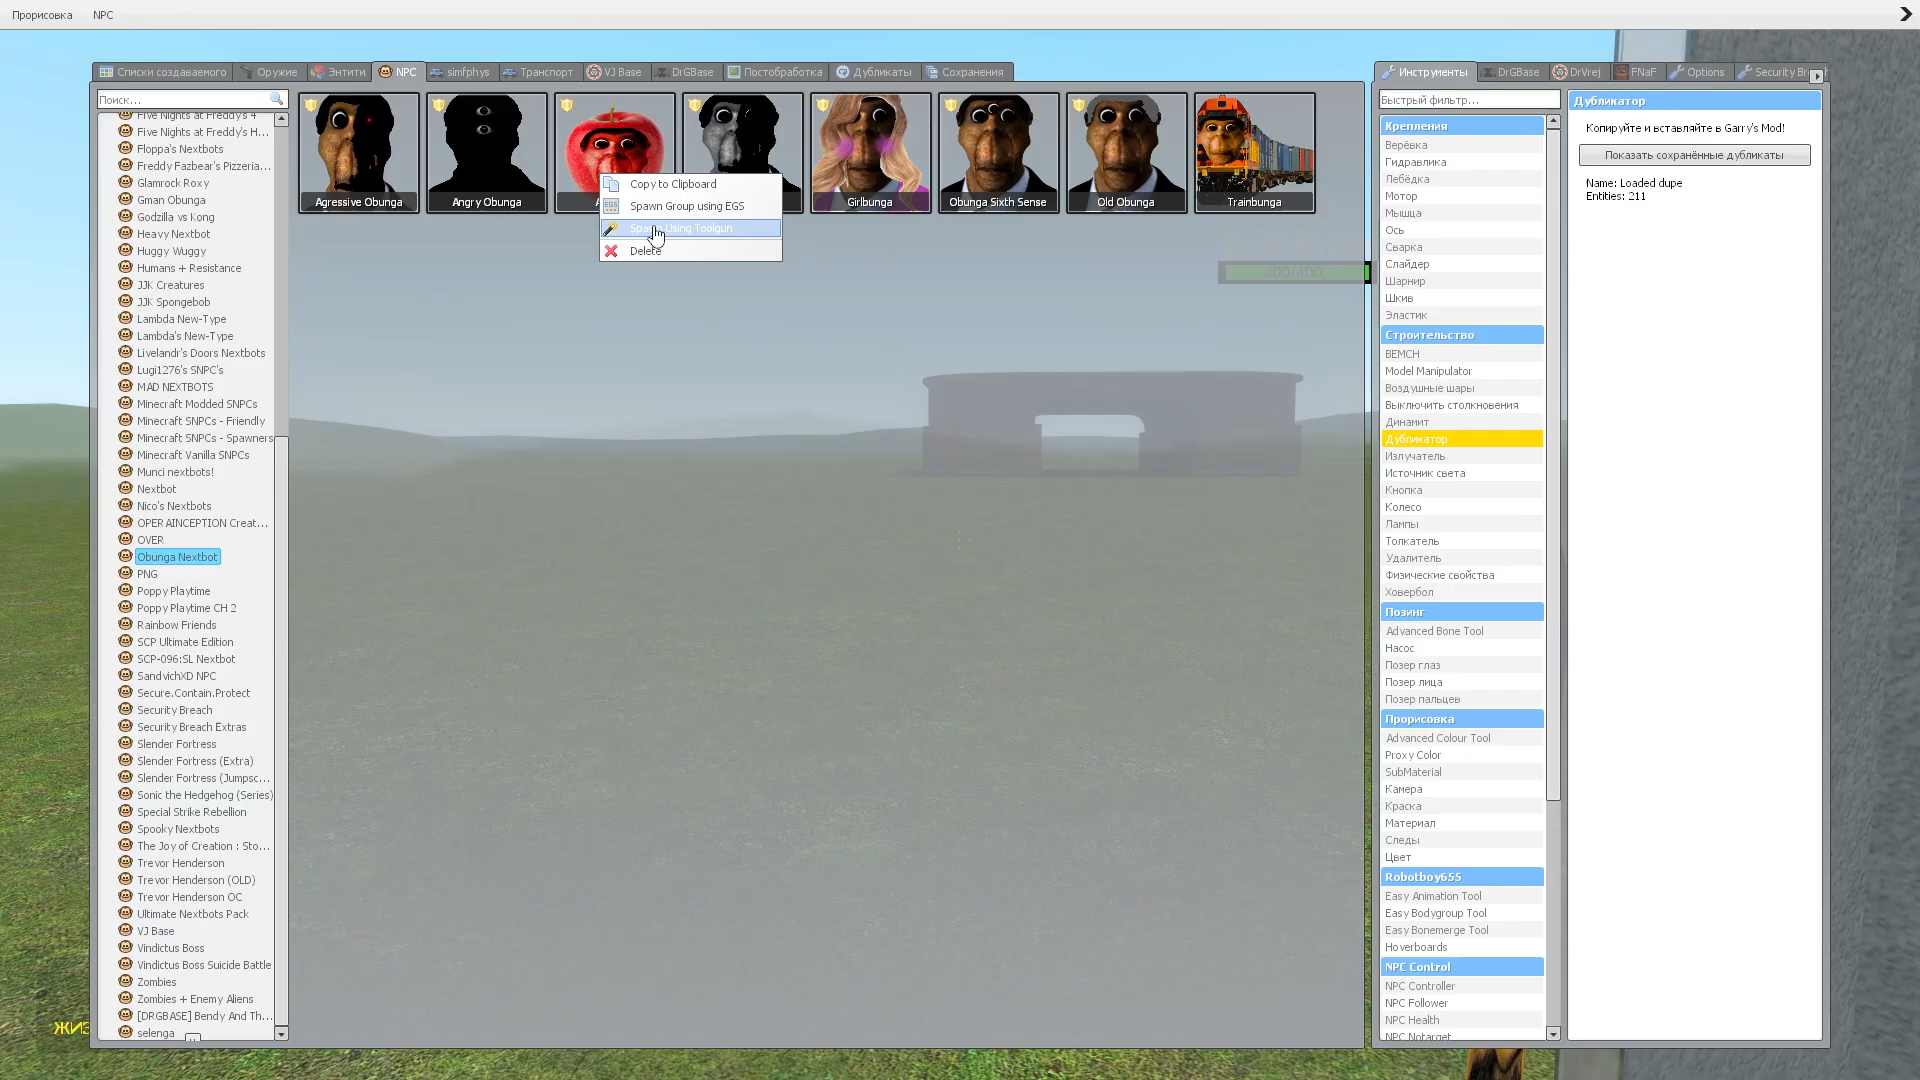 Прорисовка NPC
Списки создаваемого Оружие Энтити NPC simfphys Транспорт VJ Base DrGBase Постобработка Дубликаты Сохранения
Поиск...
Five Nights at Freddy's 4
Five Nights at Freddy's H...
Floppa's Nextbots
Freddy Fazbear's Pizzeria...
Glamrock Roxy
Gman Obunga
Godzilla vs Kong
Heavy Nextbot
Huggy Wuggy
Humans + Resistance
JJK Creatures
JJK Spongebob
Lambda New-Type
Lambda's New-Type
Livelandr's Doors Nextbots
Lugi1276's SNPC's
MAD NEXTBOTS
Minecraft Modded SNPCs
Minecraft SNPCs - Friendly
Minecraft SNPCs - Spawners
Minecraft Vanilla SNPCs
Munci nextbots!
Nextbot
Nico's Nextbots
OPERAINCEPTION Creat...
OVER
Obunga Nextbot
PNG
Poppy Playtime
Poppy Playtime CH 2
Rainbow Friends
SCP Ultimate Edition
SCP-096:SL Nextbot
SandvichXD NPC
Secure.Contain.Protect
Security Breach
Security Breach Extras
Slender Fortress
Slender Fortress (Extra)
Slender Fortress (Jumpsc...
Sonic the Hedgehog (Series)
Special Strike Rebellion
Spooky Nextbots
The Joy of Creation : Sto...
Trevor Henderson
Trevor Henderson (OLD)
Trevor Henderson OC
Ultimate Nextbots Pack
VJ Base
Vindictus Boss
Vindictus Boss Suicide Battle
Zombies
Zombies + Enemy Aliens
[DRGBASE] Bendy And Th...
selenga
Agressive Obunga
Angry Obunga
Girlbunga
Obunga Sixth Sense
Old Obunga
Trainbunga
Copy to Clipboard
Spawn Group using EGS
Using Toolgun
Delete
400/400
Инструменты DrGBase DrVrej FNaF Options Security
Быстрый фильтр...
Крепления
Верёвка
Гидравлика
Лебёдка
Мотор
Мышца
Ось
Сварка
Слайдер
Шарнир
Шкив
Эластик
Строительство
BEMCH
Model Manipulator
Воздушные шары
Выключить столкновения
Динамит
Дубликатор
Излучатель
Источник света
Кнопка
Колесо
Лампы
Толкатель
Удалитель
Физические свойства
Ховербол
Позинг
Advanced Bone Tool
Насос
Позер глаз
Позер лица
Позер пальцев
Прорисовка
Advanced Colour Tool
Proxy Color
SubMaterial
Камера
Краска
Материал
Следы
Цвет
Robotboy655
Easy Animation Tool
Easy Bodygroup Tool
Easy Bonemerge Tool
Hoverboards
NPC Control
NPC Controller
NPC Follower
NPC Health
NPC Notarget
Дубликатор
Копируйте и вставляйте в Garry's Mod!
Показать сохранённые дубликаты
Name: Loaded dupe
Entities: 211